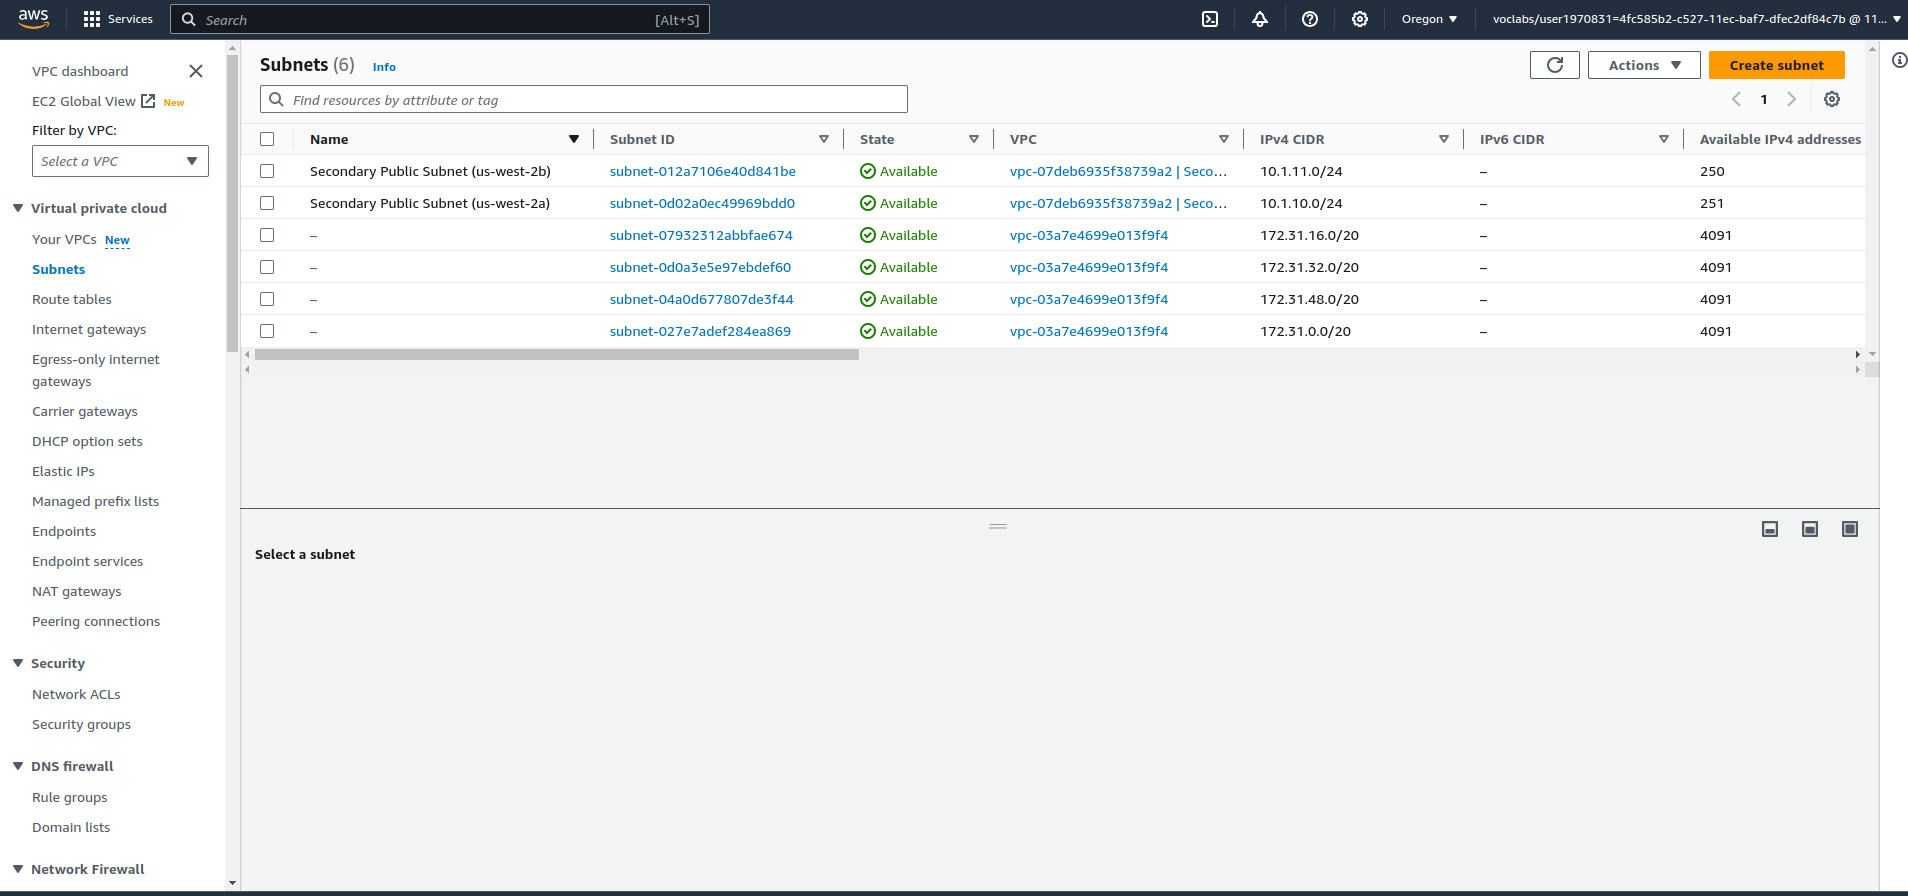 aws Services Search [Alt+S] Oregon voclabs/user1970831=4fc585b2-c527-11ec-baf7-dfec2df84c7b @ 11...
VPC dashboard
EC2 Global View New
Filter by VPC:
Select a VPC
Virtual private cloud
Your VPCs New
Subnets
Route tables
Internet gateways
Egress-only internet
gateways
Carrier gateways
DHCP option sets
Elastic IPs
Managed prefix lists
Endpoints
Endpoint services
NAT gateways
Peering connections
Security
Network ACLs
Security groups
DNS firewall
Rule groups
Domain lists
Network Firewall
Subnets (6) Info
Actions Create subnet
Find resources by attribute or tag
1
Name Subnet ID State VPC IPv4 CIDR IPv6 CIDR Available IPv4 addresses
Secondary Public Subnet (us-west-2b) subnet-012a7106e40d841be Available vpc-07deb6935f38739a2 | Seco... 10.1.11.0/24 – 250
Secondary Public Subnet (us-west-2a) subnet-0d02a0ec49969bdd0 Available vpc-07deb6935f38739a2 | Seco... 10.1.10.0/24 – 251
– subnet-07932312abbfae674 Available vpc-03a7e4699e013f9f4 172.31.16.0/20 – 4091
– subnet-0d0a3e5e97ebdef60 Available vpc-03a7e4699e013f9f4 172.31.32.0/20 – 4091
– subnet-04a0d677807de3f44 Available vpc-03a7e4699e013f9f4 172.31.48.0/20 – 4091
– subnet-027e7adef284ea869 Available vpc-03a7e4699e013f9f4 172.31.0.0/20 – 4091
Select a subnet